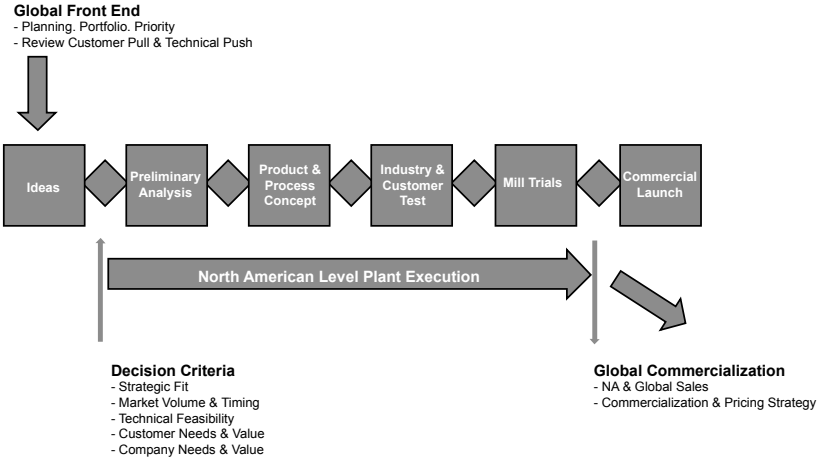 Global Front End
- Planning. Portfolio. Priority
- Review Customer Pull & Technical Push
Ideas
Preliminary
Analysis
Product &
Process
Concept
Industry &
Customer
Test
Mill Trials
Commercial
Launch
North American Level Plant Execution
Decision Criteria
- Strategic Fit
- Market Volume & Timing
- Technical Feasibility
- Customer Needs & Value
- Company Needs & Value
Global Commercialization
- NA & Global Sales
- Commercialization & Pricing Strategy